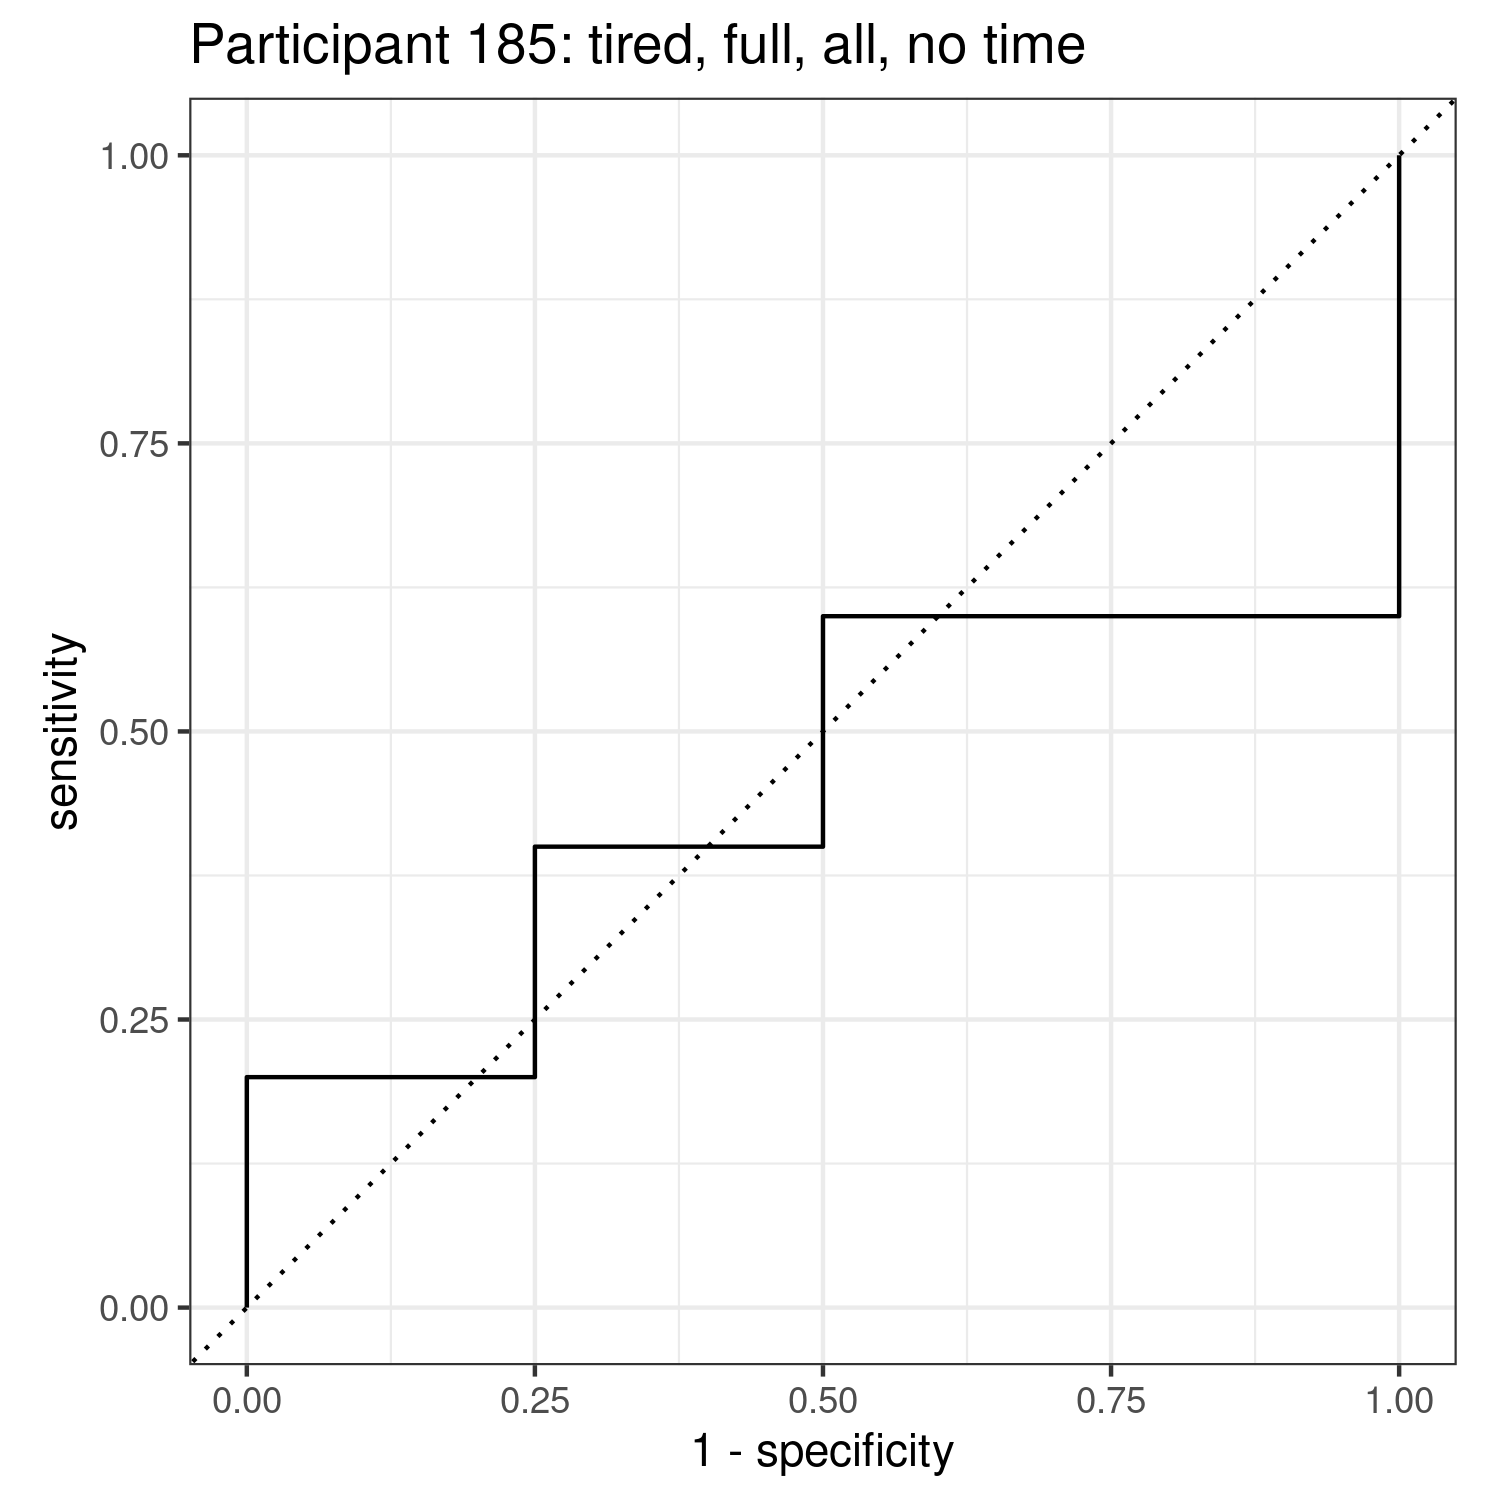 Participant 185: tired, full, all, no time
1.00
0.75
0.50
0.25
0.00
sensitivity
0.00 0.25 0.50 0.75 1.00
1 - specificity